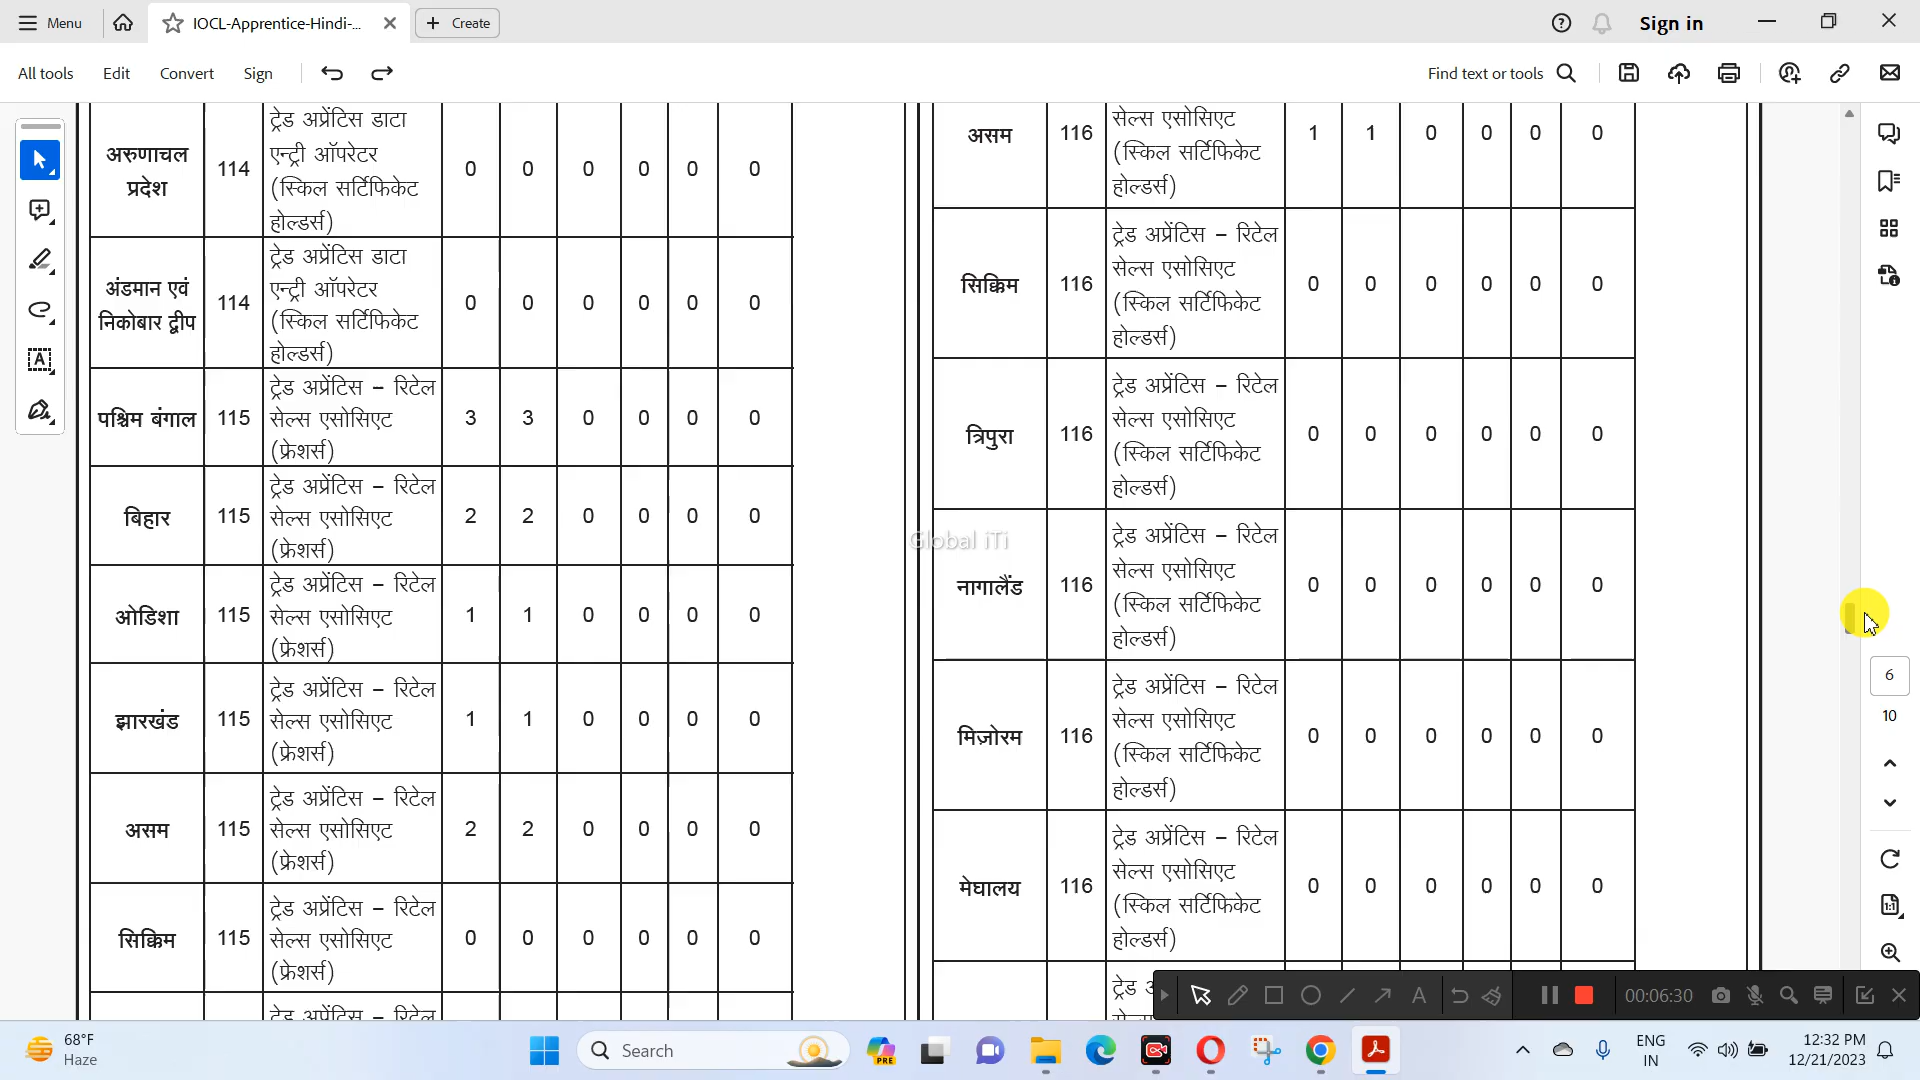 Menu
IOCL-Apprentice-Hindi-...
Create
Sign in
All tools
Edit
Convert
Sign
Find text or tools
अरुणाचल
प्रदेश
114
ट्रेड अप्रेंटिस डाटा
एन्ट्री ऑपरेटर
(स्किल सर्टिफिकेट
होल्डर्स)
0 0 0 0 0 0
अंडमान एवं
निकोबार द्वीप
114
ट्रेड अप्रेंटिस डाटा
एन्ट्री ऑपरेटर
(स्किल सर्टिफिकेट
होल्डर्स)
0 0 0 0 0 0
पश्चिम बंगाल
115
ट्रेड अप्रेंटिस – रिटेल
सेल्स एसोसिएट
(फ्रेशर्स)
3 3 0 0 0 0
बिहार
115
ट्रेड अप्रेंटिस – रिटेल
सेल्स एसोसिएट
(फ्रेशर्स)
2 2 0 0 0 0
ओडिशा
115
ट्रेड अप्रेंटिस – रिटेल
सेल्स एसोसिएट
(फ्रेशर्स)
1 1 0 0 0 0
झारखंड
115
ट्रेड अप्रेंटिस – रिटेल
सेल्स एसोसिएट
(फ्रेशर्स)
1 1 0 0 0 0
असम
115
ट्रेड अप्रेंटिस – रिटेल
सेल्स एसोसिएट
(फ्रेशर्स)
2 2 0 0 0 0
सिक्किम
115
ट्रेड अप्रेंटिस – रिटेल
सेल्स एसोसिएट
(फ्रेशर्स)
0 0 0 0 0 0
ट्रेड अप्रेंटिस – रिटेल
असम
116
सेल्स एसोसिएट
(स्किल सर्टिफिकेट
होल्डर्स)
1 1 0 0 0 0
सिक्किम
116
ट्रेड अप्रेंटिस – रिटेल
सेल्स एसोसिएट
(स्किल सर्टिफिकेट
होल्डर्स)
0 0 0 0 0 0
त्रिपुरा
116
ट्रेड अप्रेंटिस – रिटेल
सेल्स एसोसिएट
(स्किल सर्टिफिकेट
होल्डर्स)
0 0 0 0 0 0
Global iTi
नागालैंड
116
ट्रेड अप्रेंटिस – रिटेल
सेल्स एसोसिएट
(स्किल सर्टिफिकेट
होल्डर्स)
0 0 0 0 0 0
मिज़ोरम
116
ट्रेड अप्रेंटिस – रिटेल
सेल्स एसोसिएट
(स्किल सर्टिफिकेट
होल्डर्स)
0 0 0 0 0 0
मेघालय
116
ट्रेड अप्रेंटिस – रिटेल
सेल्स एसोसिएट
(स्किल सर्टिफिकेट
होल्डर्स)
0 0 0 0 0 0
ट्रेड
6
10
00:06:30
68°F
Haze
Search
PRE
ENG
IN
12:32 PM
12/21/2023